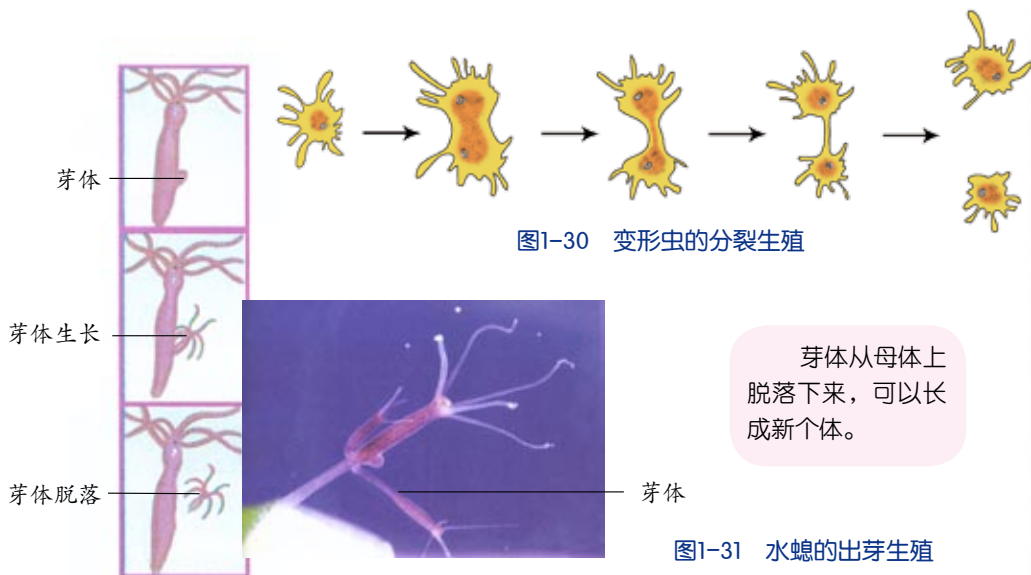 芽体
图1-30 变形虫的分裂生殖
芽体生长
芽体从母体上
脱落下来，可以长
成新个体。
芽体脱落
芽体
图1-31 水螅的出芽生殖